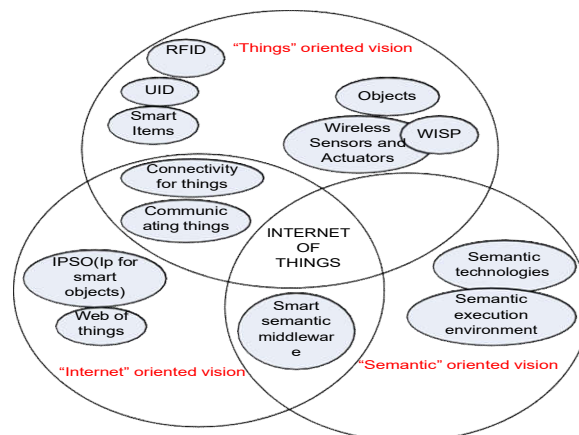 RFID
“Things” oriented vision
UID
Objects
Smart
Items
Wireless
Sensors and
Actuators
WISP
Connectivity
for things
Communic
ating things
INTERNET
OF
THINGS
IPSO(Ip for
smart
objects)
Semantic
technologies
Web of
things
Smart
semantic
middlewar
e
Semantic
execution
environment
“Internet” oriented vision
“Semantic” oriented vision